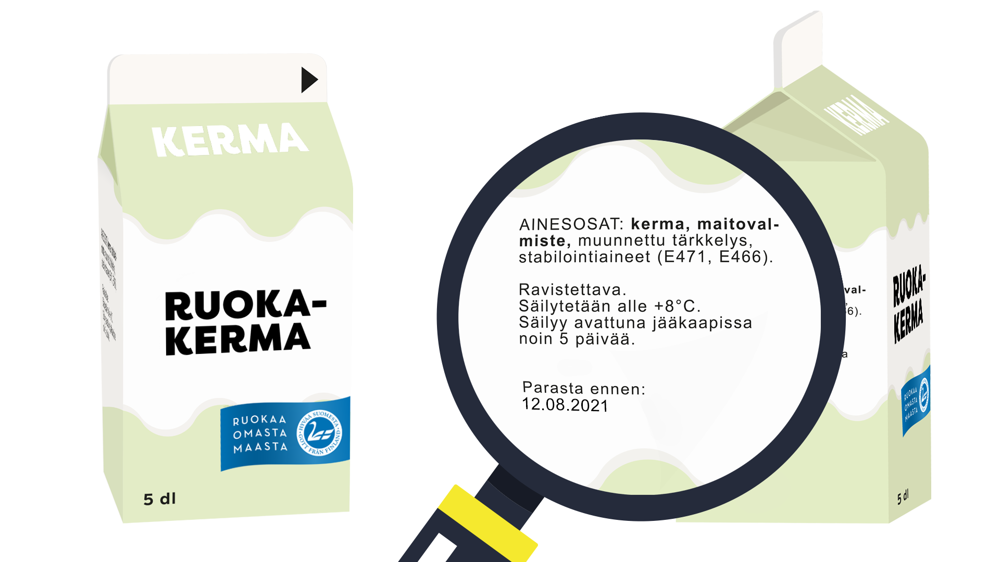 KERMA
RUOKA-
KERMA
RUOKAA
OMASTA
MAASTA
HYVÄÄ SUOMESTA
GOTT FRÅN FINLAND
5 dl
AINESOSAT: kerma, maitoval-
miste, muunnettu tärkkelys,
stabilointiaineet (E471, E466).
Ravistettava.
Säilytetään alle +8°C.
Säilyy avattuna jääkaapissa
noin 5 päivää.
Parasta ennen:
12.08.2021
KERMA
val-
6).
a
RUOKA-
KERMA
RUOKAA
OMASTA
MAASTA
5 dl